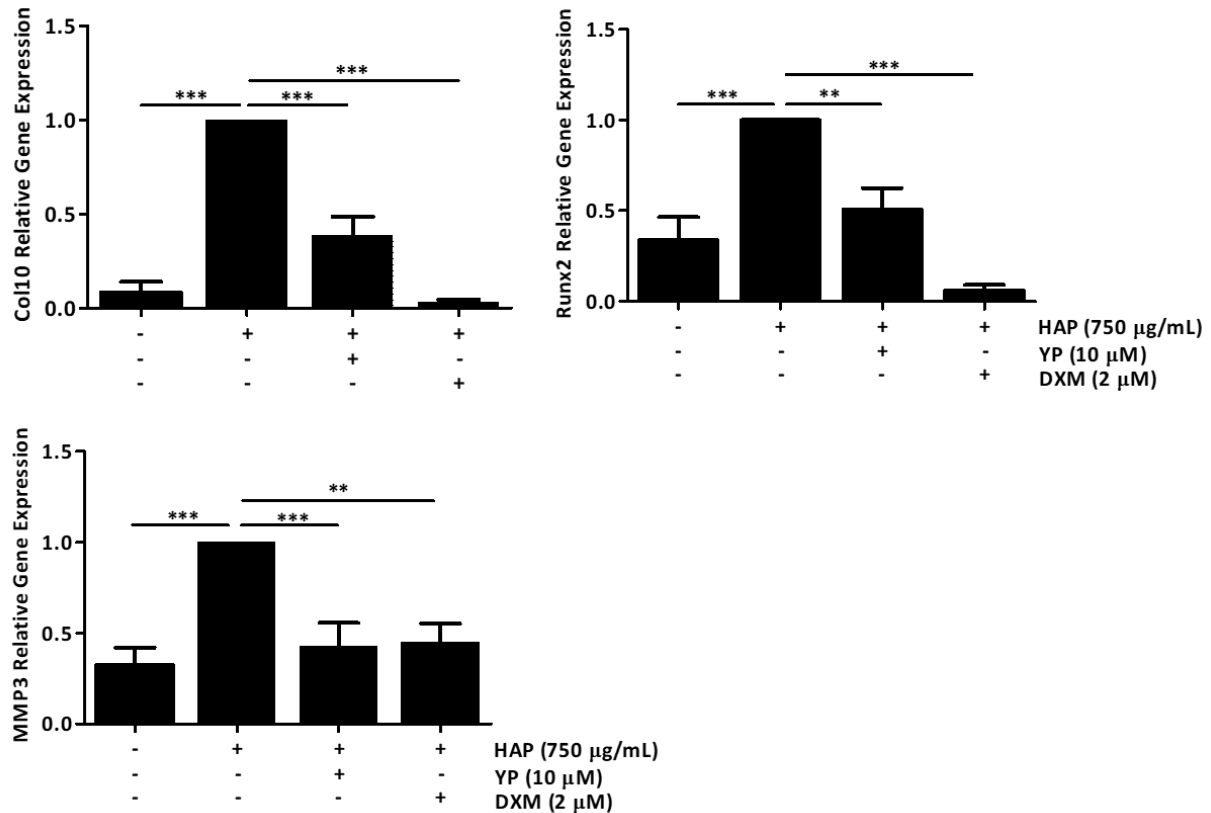 Col10 Relative Gene Expression
1.5
1.0
0.5
0.0
***
*** ***
- + + +
- - + -
- - - +
Runx2 Relative Gene Expression
1.5
1.0
0.5
0.0
***
*** **
- + + + HAP (750 µg/mL)
- - + - YP (10 µM)
- - - + DXM (2 µM)
MMP3 Relative Gene Expression
1.5
1.0
0.5
0.0
**
*** ***
- + + + HAP (750 µg/mL)
- - + - YP (10 µM)
- - - + DXM (2 µM)